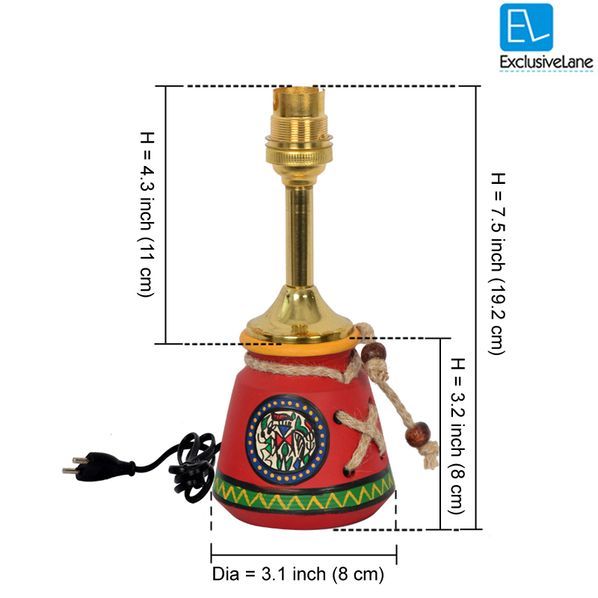 EL
ExclusiveLane
H = 4.3 inch (11 cm)
H = 7.5 inch (19.2 cm)
H = 3.2 inch (8 cm)
Dia = 3.1 inch (8 cm)